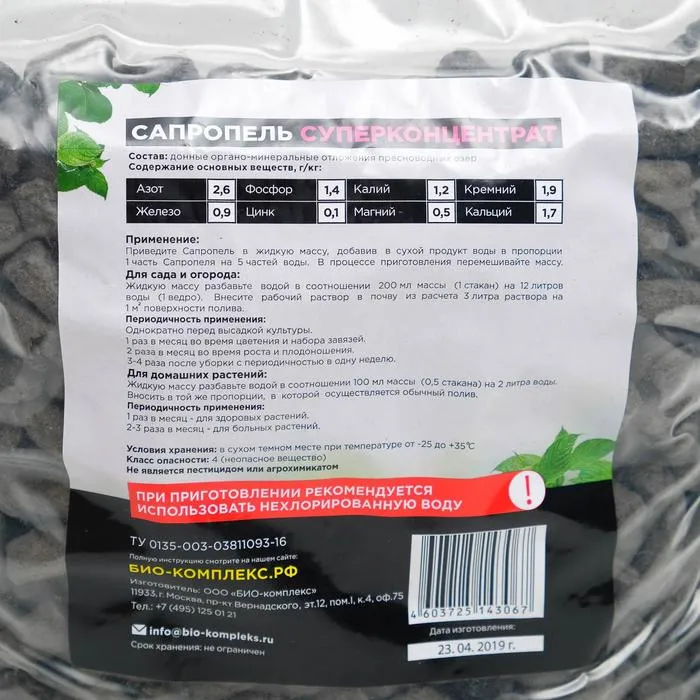 САПРОПЕЛЬ СУПЕРКОНЦЕНТРАТ
Состав: донные органо-минеральные отложения пресноводных озер
Содержание основных веществ, г/кг:
Азот 2,6 Фосфор 1,4 Калий 1,2 Кремний 1,9
Железо 0,9 Цинк 0,1 Магний 0,5 Кальций 1,7
Применение:
Приведите Сапропель в жидкую массу, добавив в сухой продукт воды в пропорции
1 часть Сапропеля на 5 частей воды. В процессе приготовления перемешивайте массу.
Для сада и огорода:
Жидкую массу разбавьте водой в соотношении 200 мл массы (1 стакан) на 12 литров
воды (1 ведро). Внесите рабочий раствор в почву из расчета 3 литра раствора на
1 м² поверхности полива.
Периодичность применения:
Однократно перед высадкой культуры.
1 раз в месяц во время цветения и набора завязей.
2 раза в месяц во время роста и плодоношения.
3-4 раза после уборки с периодичностью в одну неделю.
Для домашних растений:
Жидкую массу разбавьте водой в соотношении 100 мл массы (0,5 стакана) на 2 литра воды.
Вносить в той же пропорции, в которой осуществляется обычный полив.
Периодичность применения:
1 раз в месяц - для здоровых растений.
2-3 раза в месяц - для больных растений.
Условия хранения: в сухом темном месте при температуре от -25 до +35°С
Класс опасности: 4 (неопасное вещество)
Не является пестицидом или агрохимикатом
ПРИ ПРИГОТОВЛЕНИИ РЕКОМЕНДУЕТСЯ
ИСПОЛЬЗОВАТЬ НЕХЛОРИРОВАННУЮ ВОДУ
!
ТУ 0135-003-03811093-16
Полную инструкцию смотрите на нашем сайте:
БИО-КОМПЛЕКС.РФ
Изготовитель: ООО «БИО-комплекс»
11933, г. Москва, пр-кт Вернадского, эт.12, пом.I, к.4, оф.75
Тел.: +7 (495) 125 01 21
info@bio-kompleks.ru
Срок хранения: не ограничен
4603725143067
Дата изготовления:
23. 04. 2019 г.